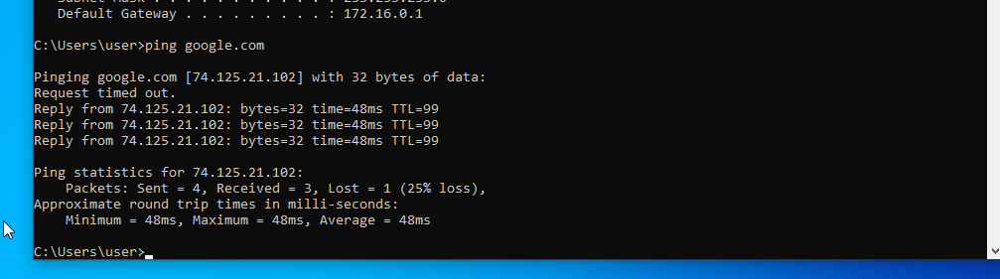 Default Gateway . . . . . . . . . : 172.16.0.1
C:\Users\user>ping google.com
Pinging google.com [74.125.21.102] with 32 bytes of data:
Request timed out.
Reply from 74.125.21.102: bytes=32 time=48ms TTL=99
Reply from 74.125.21.102: bytes=32 time=48ms TTL=99
Reply from 74.125.21.102: bytes=32 time=48ms TTL=99
Ping statistics for 74.125.21.102:
    Packets: Sent = 4, Received = 3, Lost = 1 (25% loss),
Approximate round trip times in milli-seconds:
    Minimum = 48ms, Maximum = 48ms, Average = 48ms
C:\Users\user>